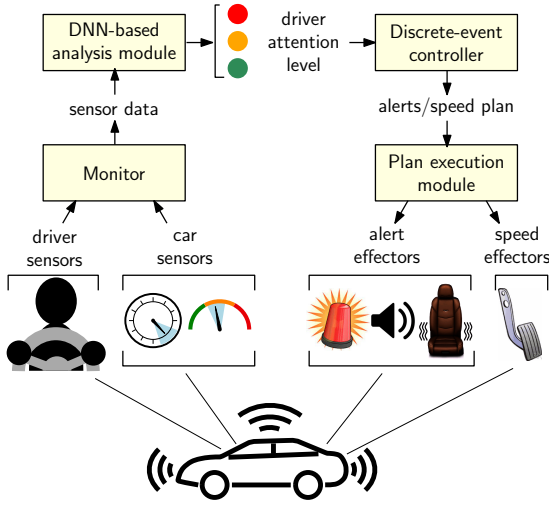 DNN-based
analysis module
driver
attention
level
Discrete-event
controller
sensor data
alerts/speed plan
Monitor
Plan execution
module
driver
sensors
car
sensors
alert
effectors
speed
effectors